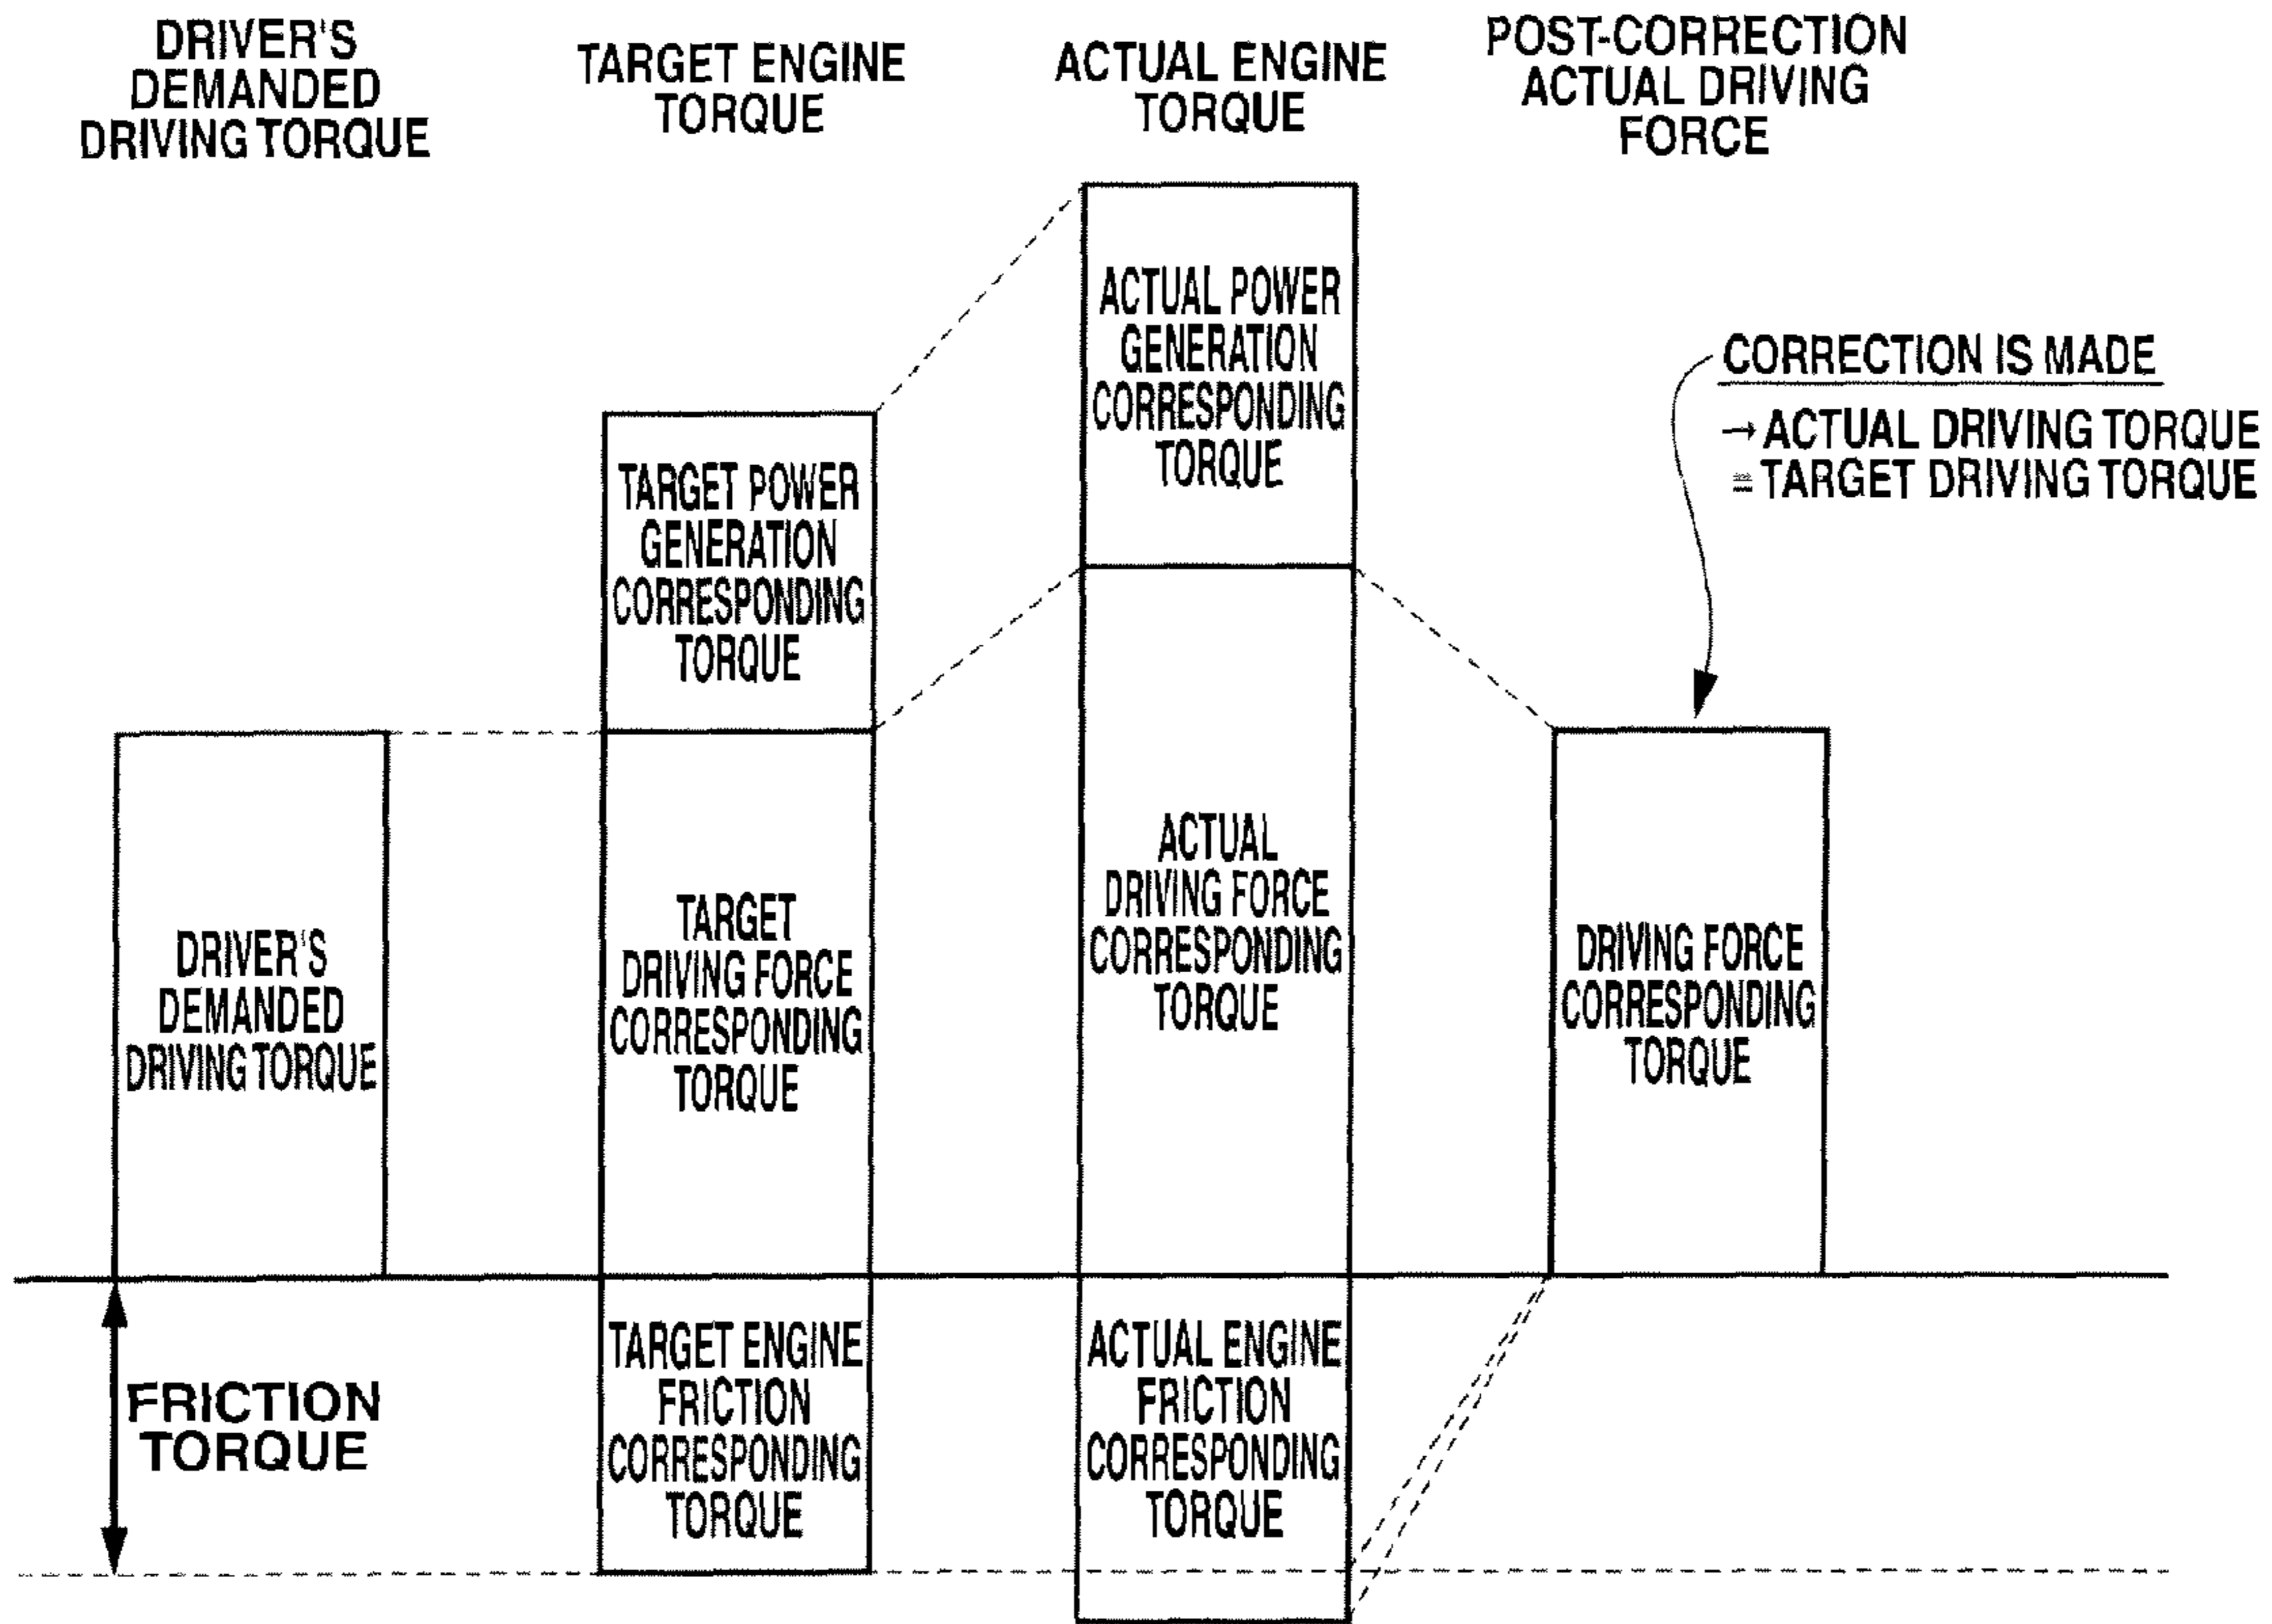 DRIVER'S
DEMANDED
DRIVING TORQUE
TARGET ENGINE
TORQUE
ACTUAL ENGINE
TORQUE
POST-CORRECTION
ACTUAL DRIVING
FORCE
ACTUAL POWER
GENERATION
CORRESPONDING
TORQUE
CORRECTION IS MADE
→ ACTUAL DRIVING TORQUE
≅ TARGET DRIVING TORQUE
TARGET POWER
GENERATION
CORRESPONDING
TORQUE
DRIVER'S
DEMANDED
DRIVING TORQUE
TARGET
DRIVING FORCE
CORRESPONDING
TORQUE
ACTUAL
DRIVING FORCE
CORRESPONDING
TORQUE
DRIVING FORCE
CORRESPONDING
TORQUE
FRICTION
TORQUE
TARGET ENGINE
FRICTION
CORRESPONDING
TORQUE
ACTUAL ENGINE
FRICTION
CORRESPONDING
TORQUE